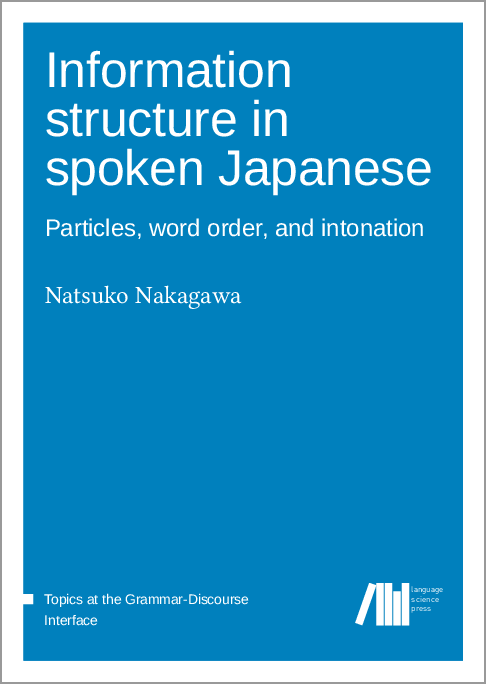 Information
structure in
spoken Japanese
Particles, word order, and intonation
Natsuko Nakagawa
Topics at the Grammar-Discourse
Interface
language
science
press